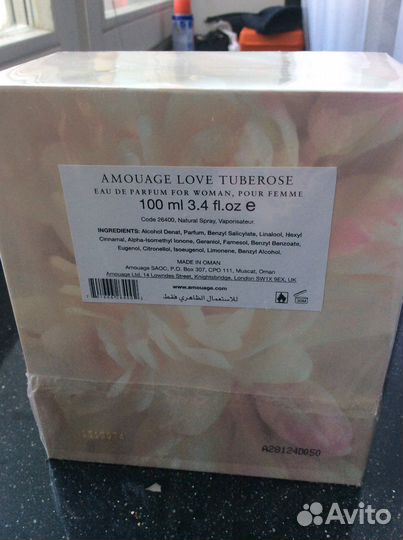 AMOUAGE LOVE TUBEROSE
EAU DE PARFUM FOR WOMAN, POUR FEMME
100 ml 3.4 fl.oz e
Code 26400, Natural Spray, Vaporisateur.
INGREDIENTS: Alcohol Denat, Parfum, Benzyl Salicylate, Linalool, Hexyl
Cinnamal, Alpha-Isomethyl Ionone, Geraniol, Farnesol, Benzyl Benzoate,
Eugenol, Citronellol, Isoeugenol, Limonene, Benzyl Alcohol.
MADE IN OMAN
Amouage SAOC, P.O. Box 307, CPO 111, Muscat, Oman
Amouage Ltd, 14 Lowndes Street, Knightsbridge, London SW1X 9EX, UK
www.amouage.com
للاستعمال الظاهري فقط
A28124D050
Avito